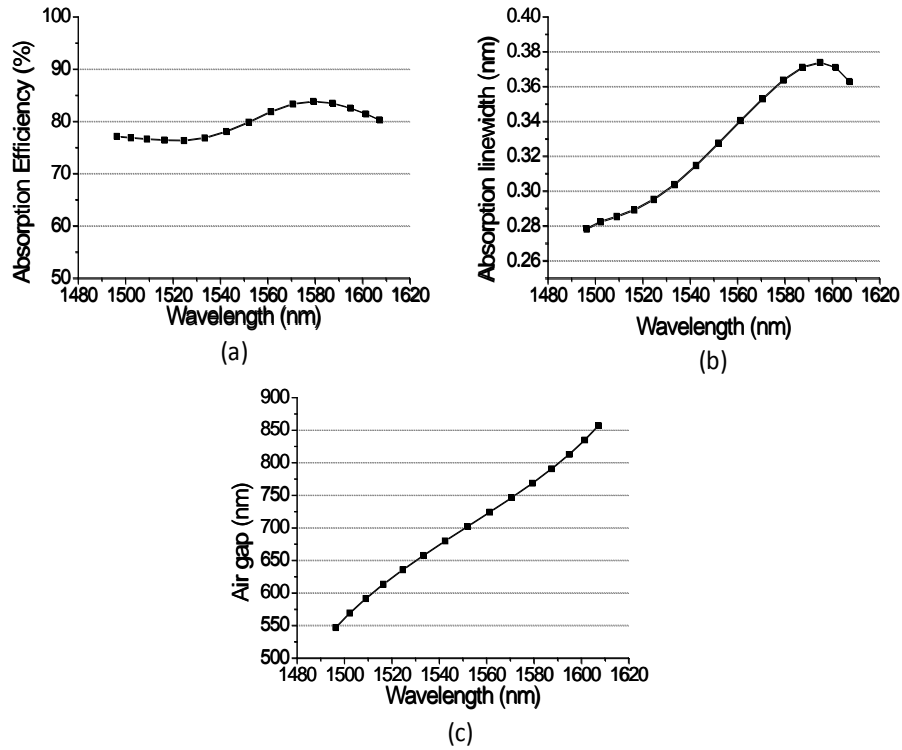 100
90
80
70
60
50
Absorption Efficiency (%)
1480 1500 1520 1540 1560 1580 1600 1620
Wavelength (nm)
(a)
0.40
0.38
0.36
0.34
0.32
0.30
0.28
0.26
Absorption linewidth (nm)
1480 1500 1520 1540 1560 1580 1600 1620
Wavelength (nm)
(b)
900
850
800
750
700
650
600
550
500
Air gap (nm)
1480 1500 1520 1540 1560 1580 1600 1620
Wavelength (nm)
(c)